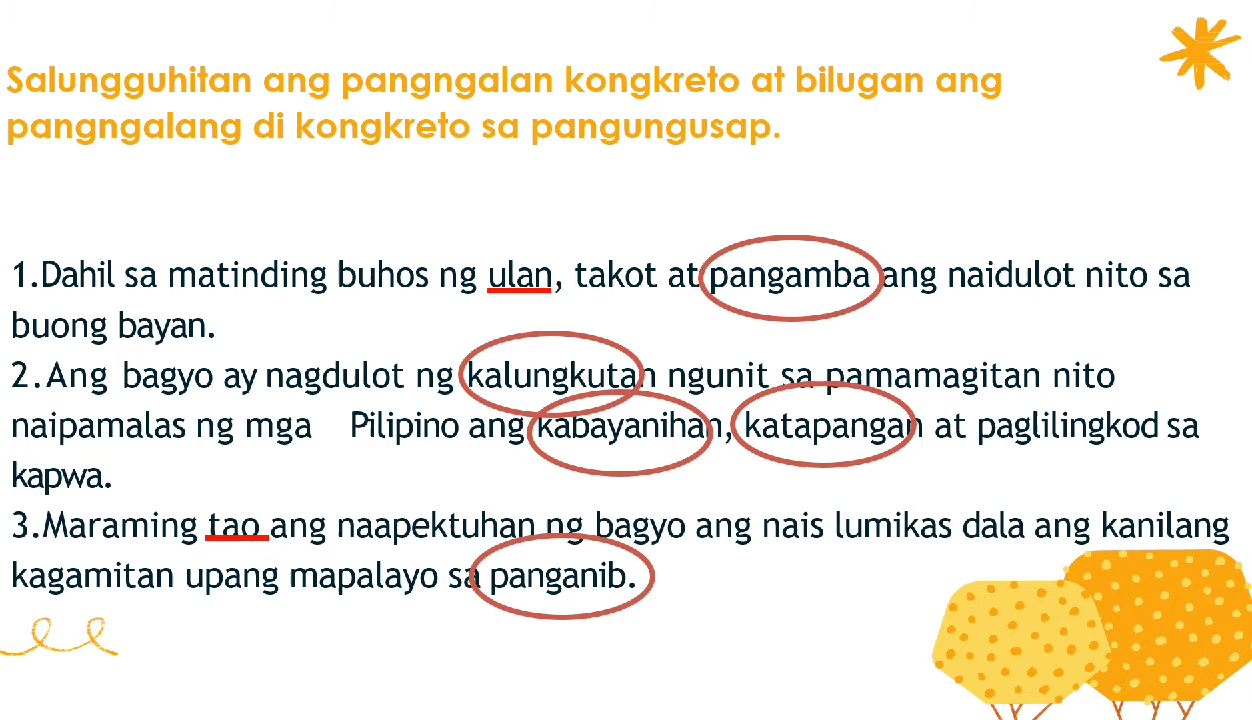 Salungguhitan ang pangngalan kongkreto at bilugan ang
pangngalang di kongkreto sa pangungusap.
1.Dahil sa matinding buhos ng ulan, takot at pangamba ang naidulot nito sa
buong bayan.
2.Ang bagyo ay nagdulot ng kalungkutan ngunit sa pamamagitan nito
naipamalas ng mga Pilipino ang kabayanihan, katapangan at paglilingkod sa
kapwa.
3.Maraming tao ang naapektuhan ng bagyo ang nais lumikas dala ang kanilang
kagamitan upang mapalayo sa panganib.